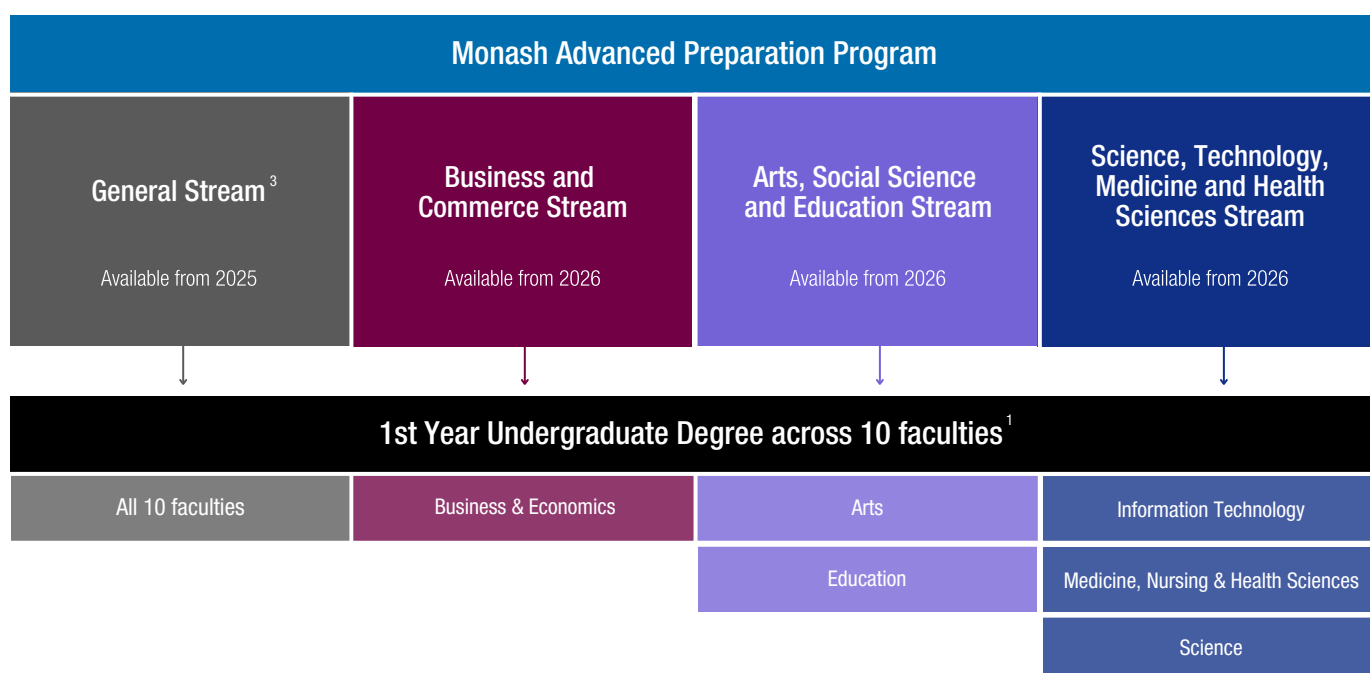 Monash Advanced Preparation Program
General Stream 3
Available from 2025
Business and
Commerce Stream
Available from 2026
Arts, Social Science
and Education Stream
Available from 2026
Science, Technology,
Medicine and Health
Sciences Stream
Available from 2026
1st Year Undergraduate Degree across 10 faculties 1
All 10 faculties
Business & Economics
Arts
Education
Information Technology
Medicine, Nursing & Health Sciences
Science